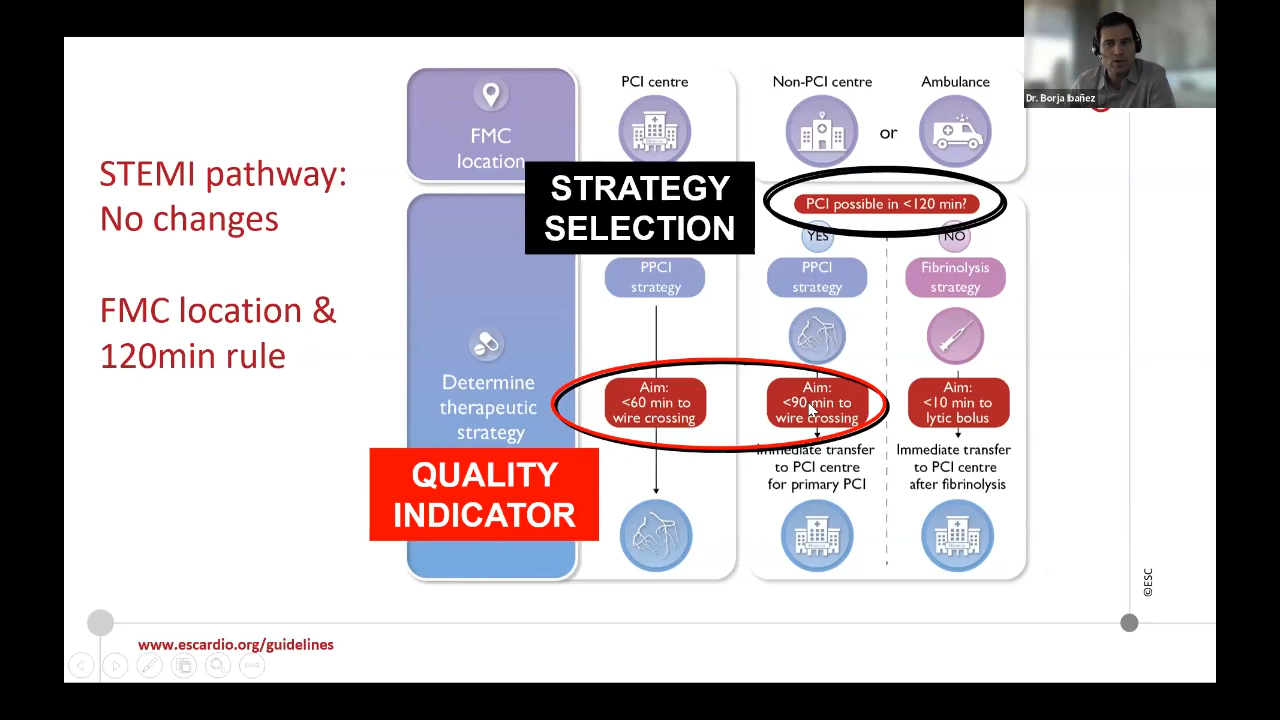 Dr. Borja Ibañez
STEMI pathway:
No changes
FMC location &
120min rule
FMC
location
PCI centre
Non-PCI centre
or
Ambulance
STRATEGY
SELECTION
PCI possible in <120 min?
YES
NO
PPCI
strategy
PPCI
strategy
Fibrinolysis
strategy
Determine
therapeutic
strategy
Aim:
<60 min to
wire crossing
Aim:
<90 min to
wire crossing
Aim:
<10 min to
lytic bolus
QUALITY
INDICATOR
Immediate transfer
to PCI centre
for primary PCI
Immediate transfer
to PCI centre
after fibrinolysis
©ESC
www.escardio.org/guidelines